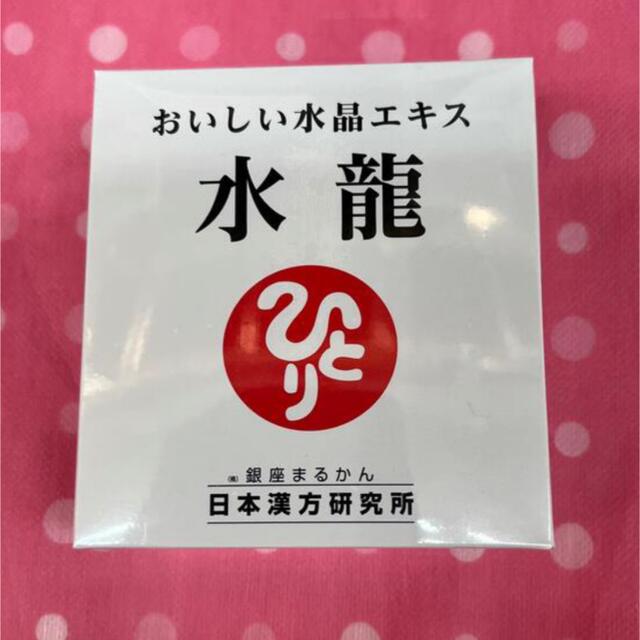 おいしい水晶エキス
水龍
ひとり
㈱銀座まるかん
日本漢方研究所